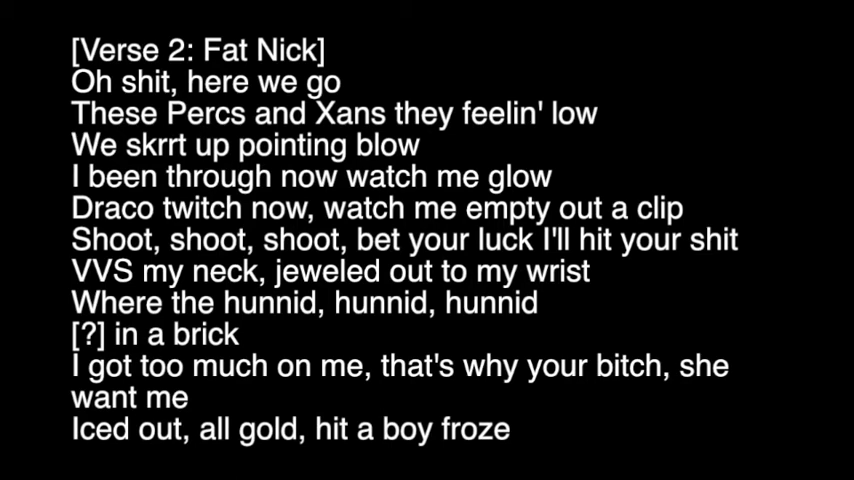 [Verse 2: Fat Nick]
Oh shit, here we go
These Percs and Xans they feelin' low
We skrrt up pointing blow
I been through now watch me glow
Draco twitch now, watch me empty out a clip
Shoot, shoot, shoot, bet your luck I'll hit your shit
VVS my neck, jeweled out to my wrist
Where the hunnid, hunnid, hunnid
[?] in a brick
I got too much on me, that's why your bitch, she
want me
Iced out, all gold, hit a boy froze